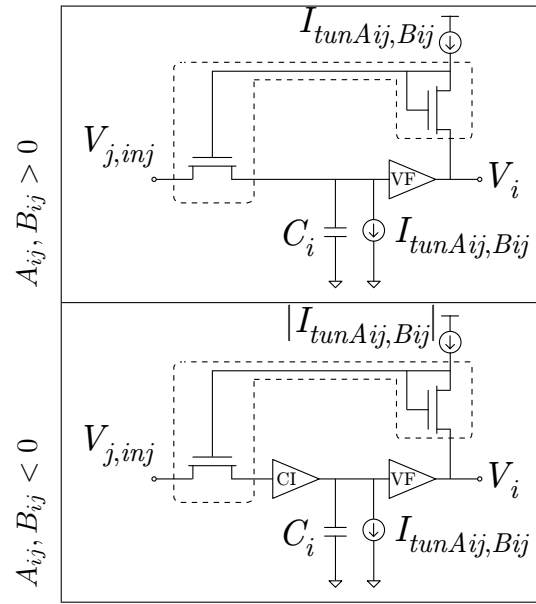 A_{ij}, B_{ij} > 0
I_{tunAij,Bij}
V_{j,inj}
VF
V_i
C_i
I_{tunAij,Bij}
A_{ij}, B_{ij} < 0
|I_{tunAij,Bij}|
V_{j,inj}
CI
VF
V_i
C_i
I_{tunAij,Bij}